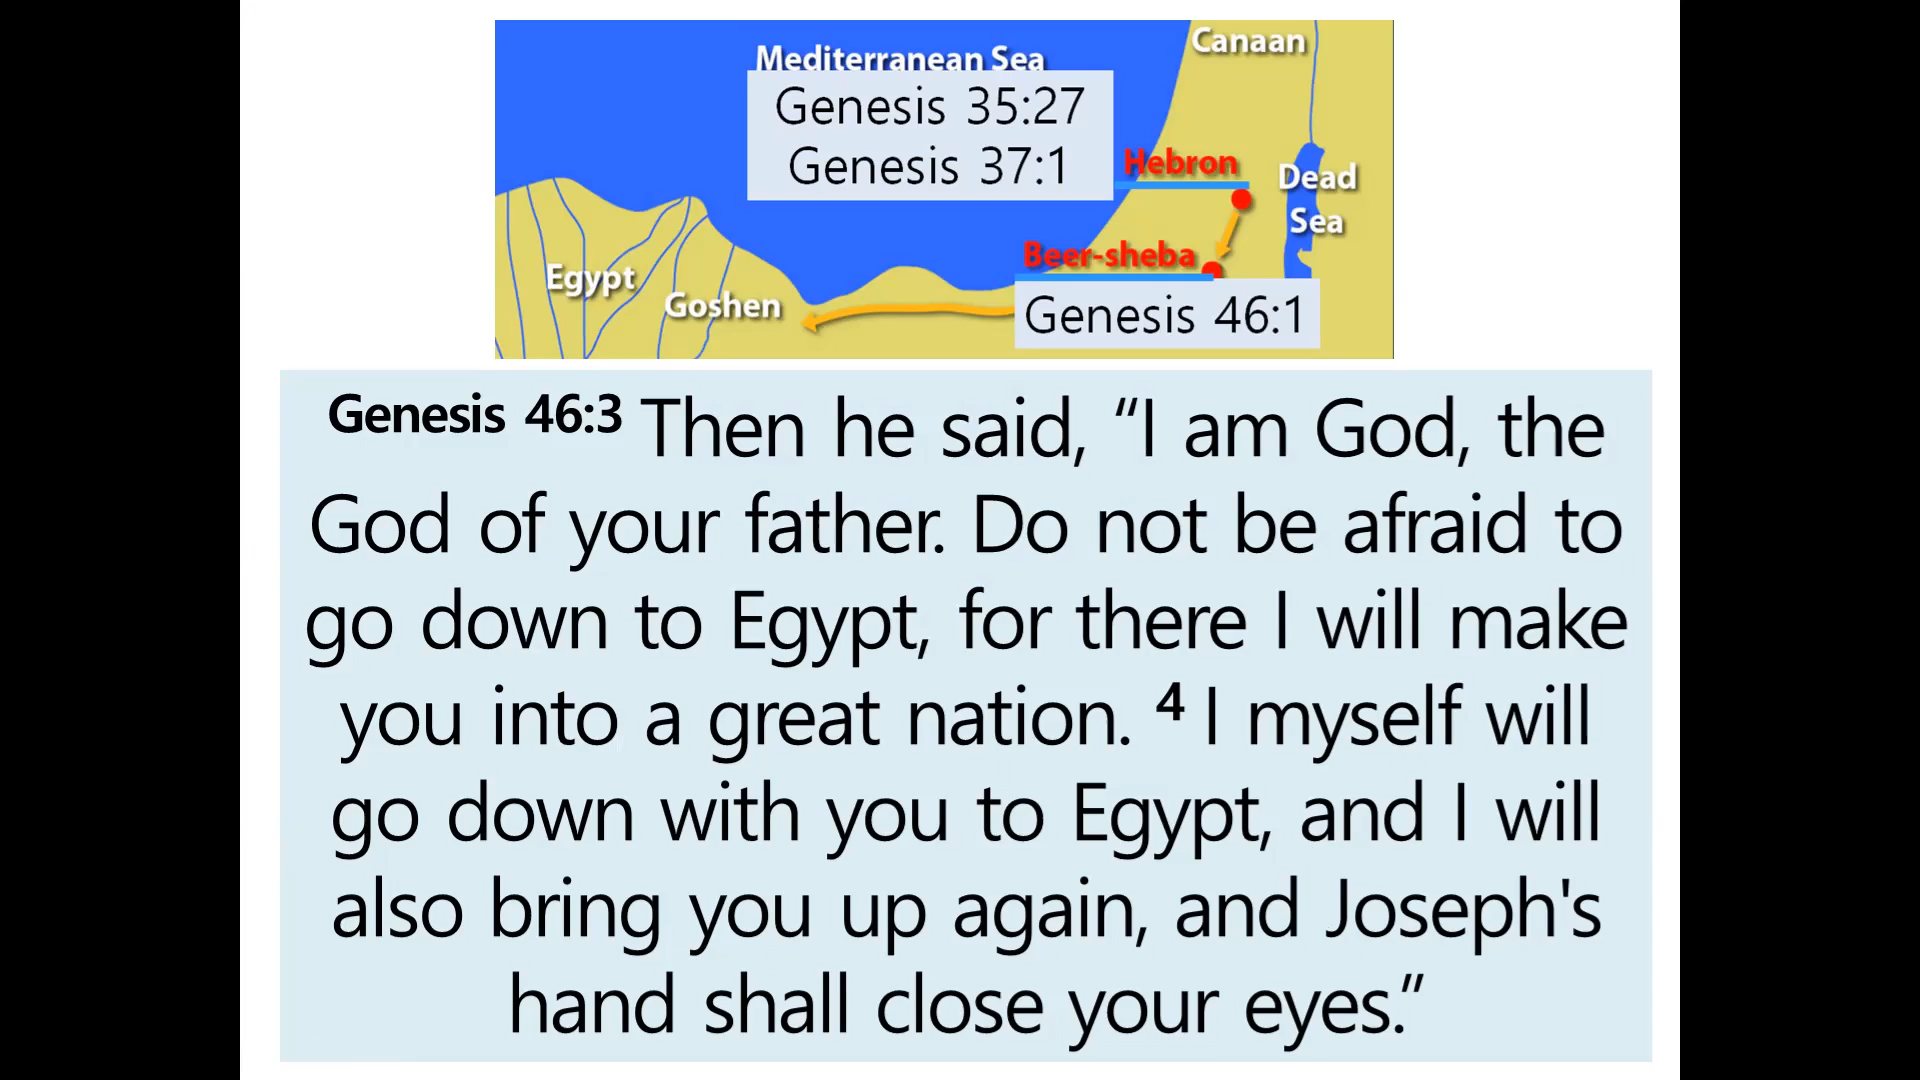 Mediterranean Sea
Canaan
Genesis 35:27
Genesis 37:1
Hebron
Dead
Sea
Beer-sheba
Egypt
Goshen
Genesis 46:1
Genesis 46:3 Then he said, “I am God, the
God of your father. Do not be afraid to
go down to Egypt, for there I will make
you into a great nation. 4 I myself will
go down with you to Egypt, and I will
also bring you up again, and Joseph's
hand shall close your eyes.”